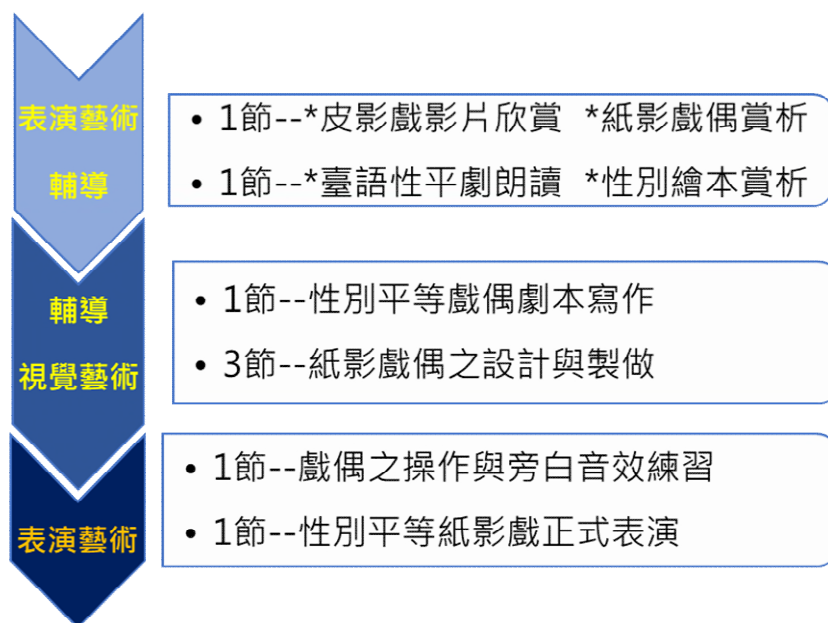 表演藝術
輔導
• 1節--*皮影戲影片欣賞 *紙影戲偶賞析
• 1節--*臺語性平劇朗讀 *性別繪本賞析
輔導
視覺藝術
• 1節--性別平等戲偶劇本寫作
• 3節--紙影戲偶之設計與製做
表演藝術
• 1節--戲偶之操作與旁白音效練習
• 1節--性別平等紙影戲正式表演